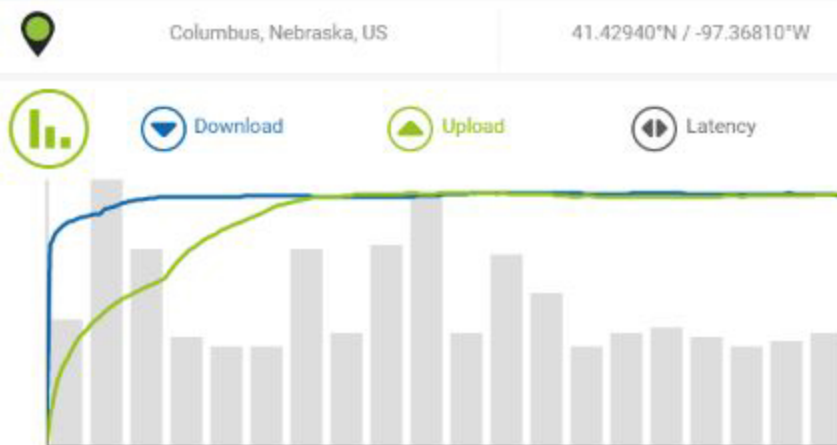 Columbus, Nebraska, US
41.42940°N / -97.36810°W
Download
Upload
Latency